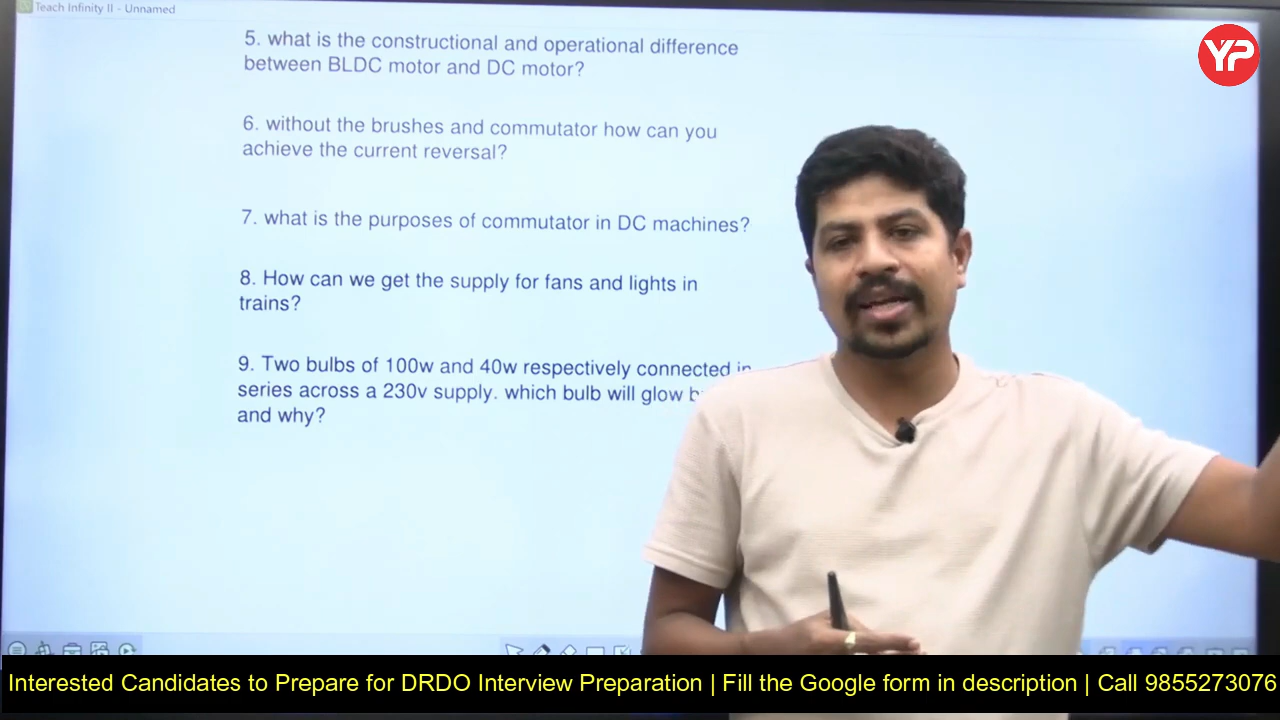 Teach Infinity II - Unnamed
YP
5. what is the constructional and operational difference
between BLDC motor and DC motor?
6. without the brushes and commutator how can you
achieve the current reversal?
7. what is the purposes of commutator in DC machines?
8. How can we get the supply for fans and lights in
trains?
9. Two bulbs of 100w and 40w respectively connected in
series across a 230v supply. which bulb will glow
and why?
Interested Candidates to Prepare for DRDO Interview Preparation | Fill the Google form in description | Call 9855273076